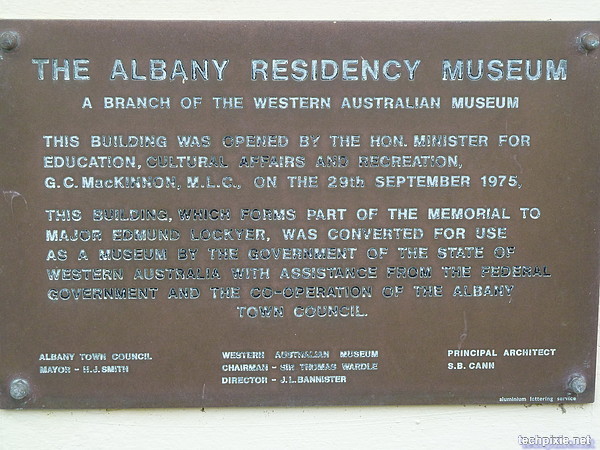 THE ALBANY RESIDENCY MUSEUM
A BRANCH OF THE WESTERN AUSTRALIAN MUSEUM
THIS BUILDING WAS OPENED BY THE HON. MINISTER FOR
EDUCATION, CULTURAL AFFAIRS AND RECREATION,
G.C. MacKINNON, M.L.C., ON THE 29th SEPTEMBER 1975,
THIS BUILDING, WHICH FORMS PART OF THE MEMORIAL TO
MAJOR EDMUND LOCKYER, WAS CONVERTED FOR USE
AS A MUSEUM BY THE GOVERNMENT OF THE STATE OF
WESTERN AUSTRALIA WITH ASSISTANCE FROM THE FEDERAL
GOVERNMENT AND THE CO-OPERATION OF THE ALBANY
TOWN COUNCIL.
ALBANY TOWN COUNCIL
MAYOR - H.J. SMITH
WESTERN AUSTRALIAN MUSEUM
CHAIRMAN - SIR THOMAS WARDLE
DIRECTOR - J.L. BANNISTER
PRINCIPAL ARCHITECT
S.B. CANN
aluminium lettering service
techpixie.net